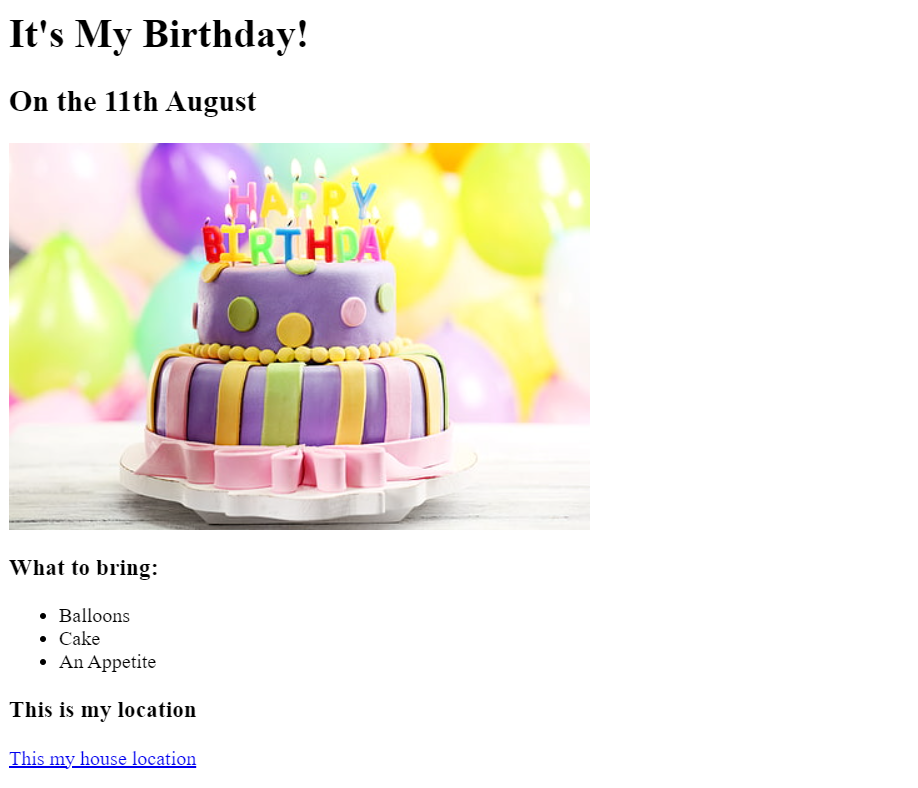 It's My Birthday!
On the 11th August
HAPPY
BIRTHDAY
What to bring:
Balloons
Cake
An Appetite
This is my location
This my house location